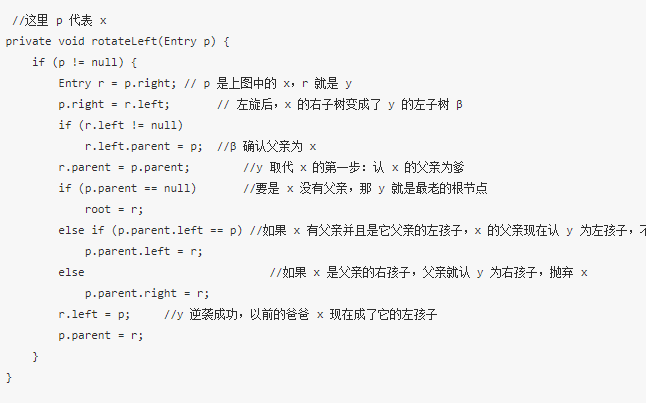 //这里 p 代表 x
private void rotateLeft(Entry p) {
    if (p != null) {
        Entry r = p.right; // p 是上图中的 x，r 就是 y
        p.right = r.left;       // 左旋后，x 的右子树变成了 y 的左子树 β
        if (r.left != null)
            r.left.parent = p;  //β 确认父亲为 x
        r.parent = p.parent;        //y 取代 x 的第一步：认 x 的父亲为爹
        if (p.parent == null)       //要是 x 没有父亲，那 y 就是最老的根节点
            root = r;
        else if (p.parent.left == p) //如果 x 有父亲并且是它父亲的左孩子，x 的父亲现在认 y 为左孩子，
            p.parent.left = r;
        else                            //如果 x 是父亲的右孩子，父亲就认 y 为右孩子，抛弃 x
            p.parent.right = r;
        r.left = p;     //y 逆袭成功，以前的爸爸 x 现在成了它的左孩子
        p.parent = r;
    }
}